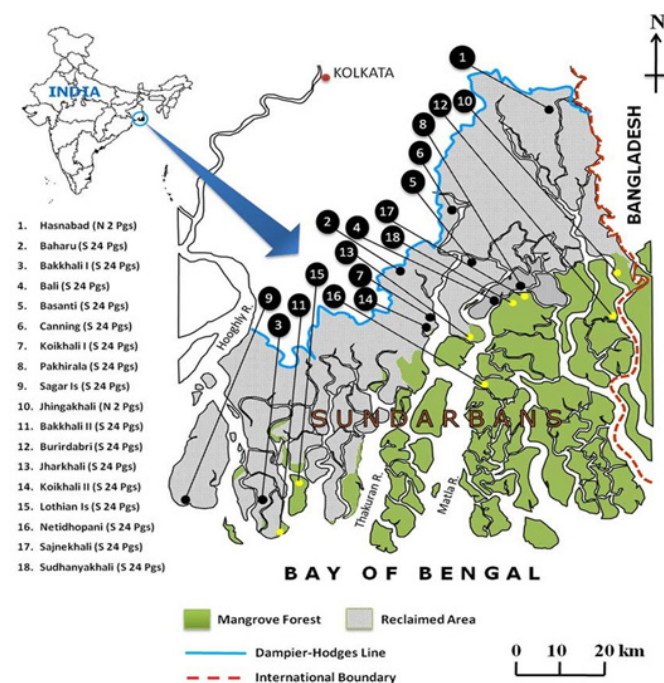 N
KOLKATA
INDIA
BANGLADESH
1
12
10
8
6
5
2
4
17
18
13
15
7
9
11
16
14
3
1. Hasnabad (N 2 Pgs)
2. Baharu (S 24 Pgs)
3. Bakkhali I (S 24 Pgs)
4. Bali (S 24 Pgs)
5. Basanti (S 24 Pgs)
6. Canning (S 24 Pgs)
7. Koikhali I (S 24 Pgs)
8. Pakhirala (S 24 Pgs)
9. Sagar Is (S 24 Pgs)
10. Jhingakhali (N 2 Pgs)
11. Bakkhali II (S 24 Pgs)
12. Burirdabri (S 24 Pgs)
13. Jharkhali (S 24 Pgs)
14. Koikhali II (S 24 Pgs)
15. Lothian Is (S 24 Pgs)
16. Netidhopani (S 24 Pgs)
17. Sajnekhali (S 24 Pgs)
18. Sudhanyakhali (S 24 Pgs)
Hooghly R.
SUNDARBANS
Thakuran R.
Matla R.
BAY OF BENGAL
Mangrove Forest
Reclaimed Area
Dampier-Hodges Line
International Boundary
0 10 20 km